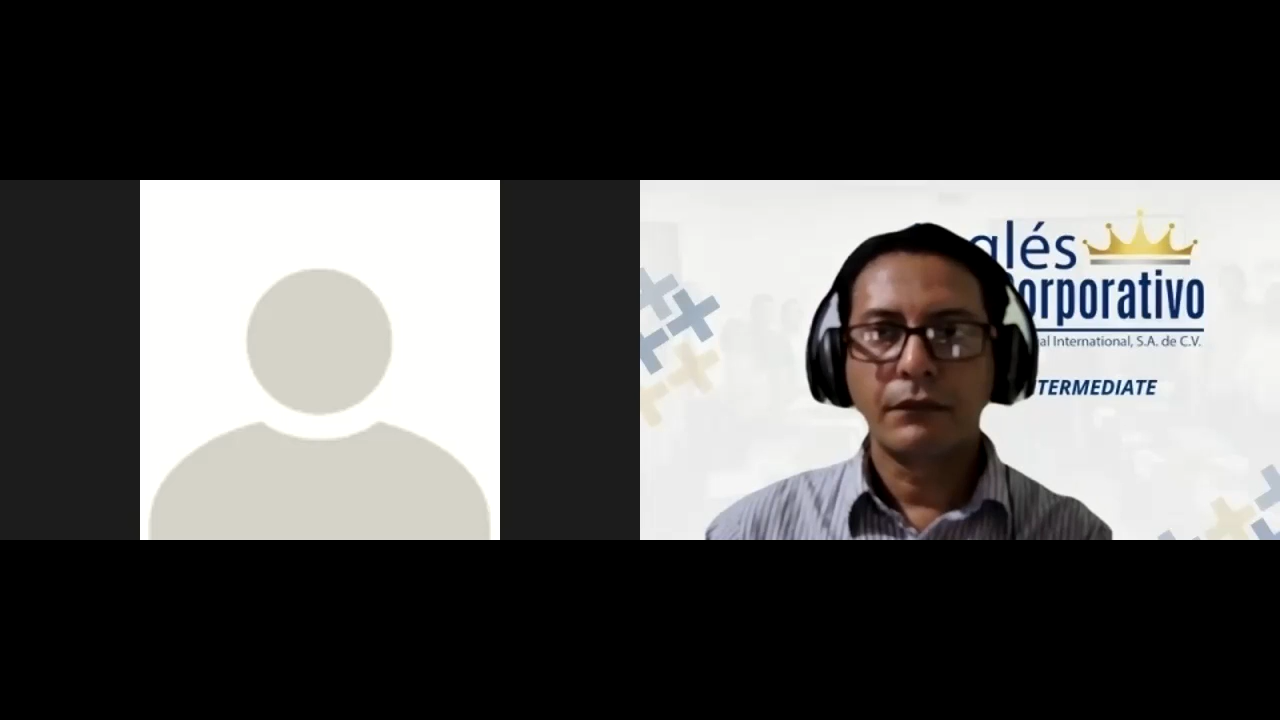 glés
orporativo
al International, S.A. de C.V.
TERMEDIATE